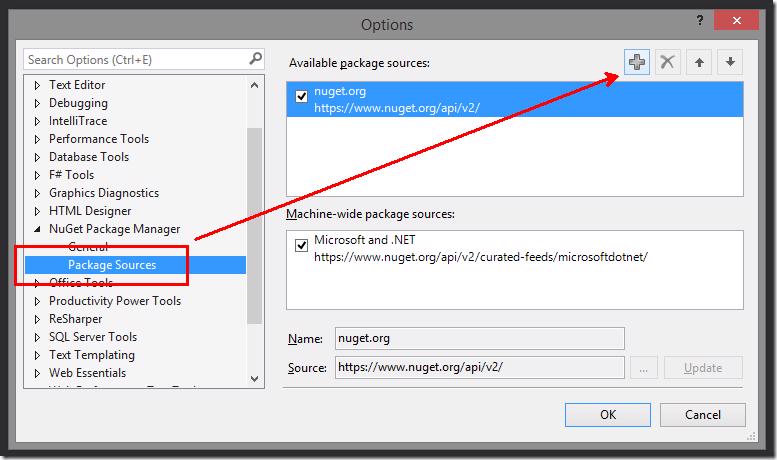 Options
?
Search Options (Ctrl+E)
Text Editor
Debugging
IntelliTrace
Performance Tools
Database Tools
F# Tools
Graphics Diagnostics
HTML Designer
NuGet Package Manager
General
Package Sources
Office Tools
Productivity Power Tools
ReSharper
SQL Server Tools
Text Templating
Web Essentials
Available package sources:
nuget.org
https://www.nuget.org/api/v2/
Machine-wide package sources:
Microsoft and .NET
https://www.nuget.org/api/v2/curated-feeds/microsoftdotnet/
Name: nuget.org
Source: https://www.nuget.org/api/v2/ ... Update
OK Cancel